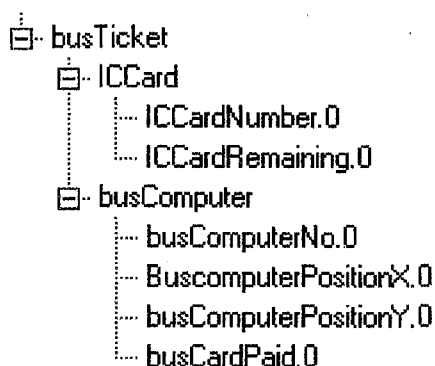 busTicket
ICCard
ICCardNumber.0
ICCardRemaining.0
busComputer
busComputerNo.0
BuscomputerPositionX.0
busComputerPositionY.0
busCardPaid.0